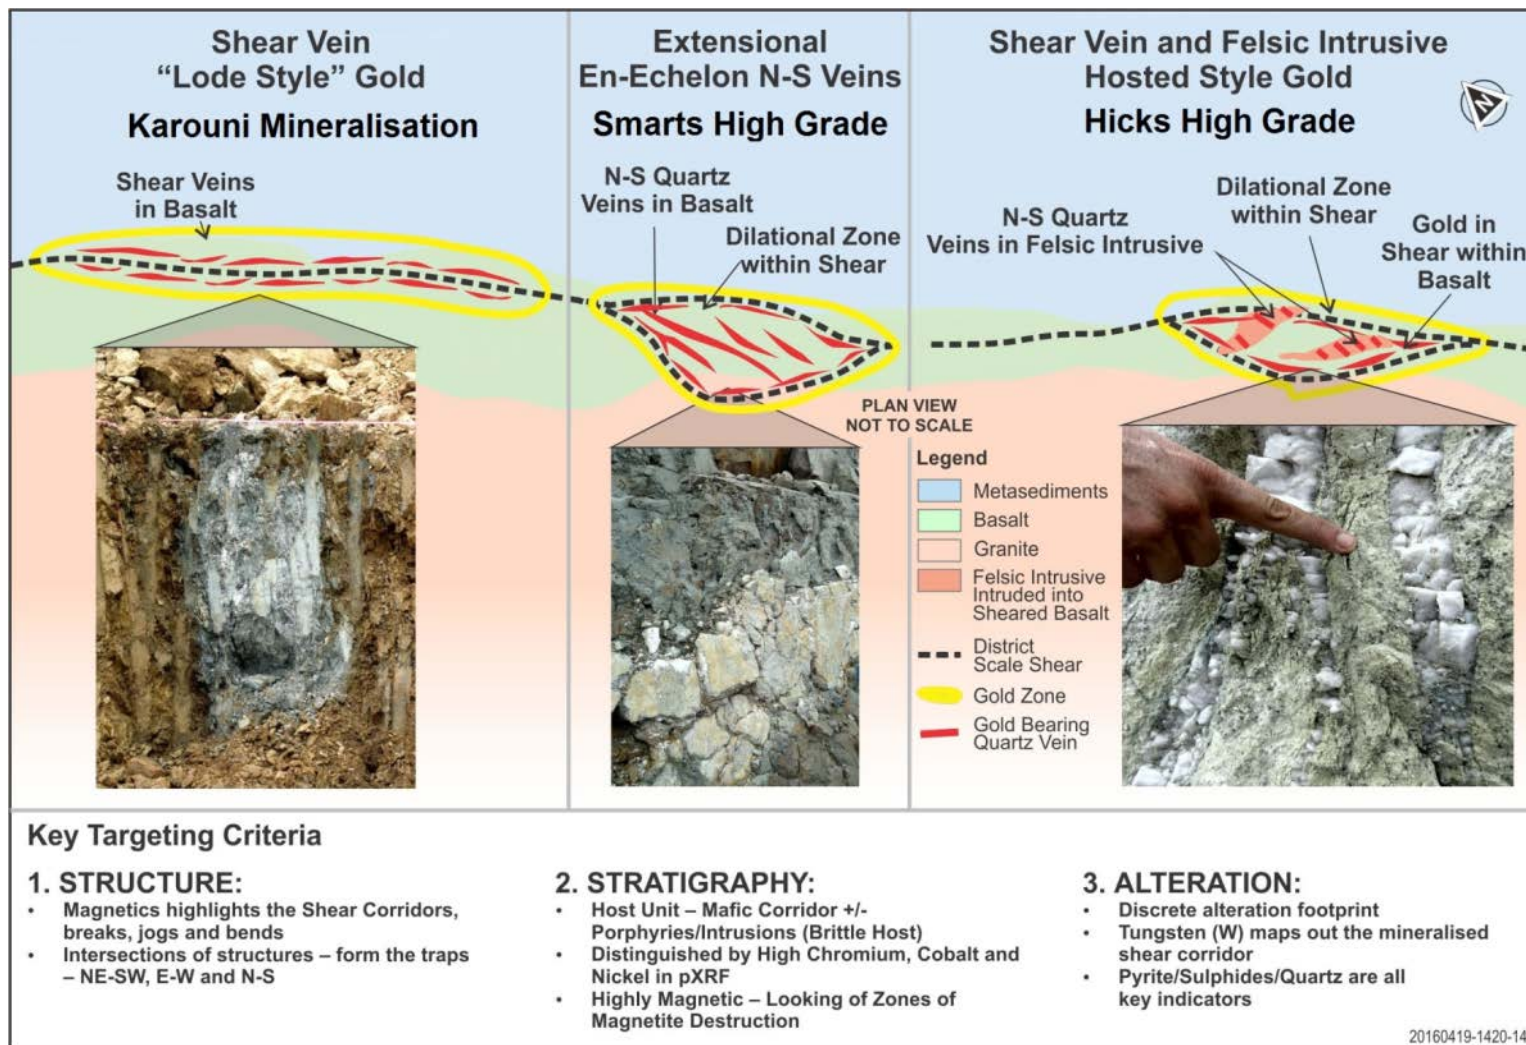 Shear Vein
“Lode Style” Gold
Karouni Mineralisation
Shear Veins
in Basalt
Extensional
En-Echelon N-S Veins
Smarts High Grade
N-S Quartz
Veins in Basalt
Dilational Zone
within Shear
Shear Vein and Felsic Intrusive
Hosted Style Gold
Hicks High Grade
N
N-S Quartz
Veins in Felsic Intrusive
Dilational Zone
within Shear
Gold in
Shear within
Basalt
PLAN VIEW
NOT TO SCALE
Legend
Metasediments
Basalt
Granite
Felsic Intrusive
Intruded into
Sheared Basalt
District
Scale Shear
Gold Zone
Gold Bearing
Quartz Vein
Key Targeting Criteria
1. STRUCTURE:
• Magnetics highlights the Shear Corridors,
breaks, jogs and bends
• Intersections of structures – form the traps
– NE-SW, E-W and N-S
2. STRATIGRAPHY:
• Host Unit – Mafic Corridor +/-
Porphyries/Intrusions (Brittle Host)
• Distinguished by High Chromium, Cobalt and
Nickel in pXRF
• Highly Magnetic – Looking of Zones of
Magnetite Destruction
3. ALTERATION:
• Discrete alteration footprint
• Tungsten (W) maps out the mineralised
shear corridor
• Pyrite/Sulphides/Quartz are all
key indicators
20160419-1420-14